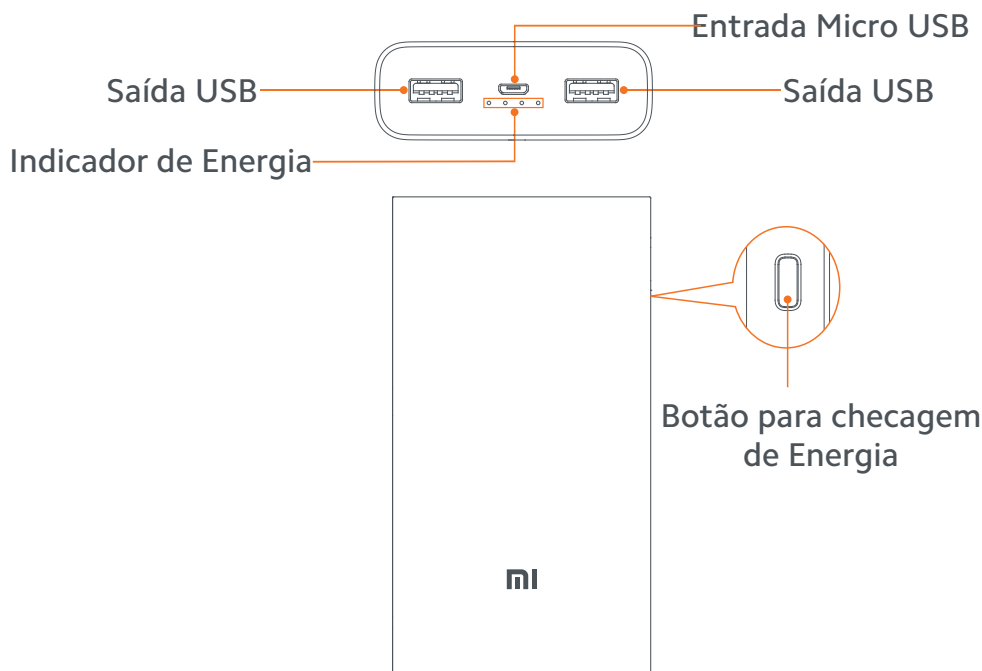 Entrada Micro USB
Saída USB
Saída USB
Indicador de Energia
Botão para checagem
de Energia
mi